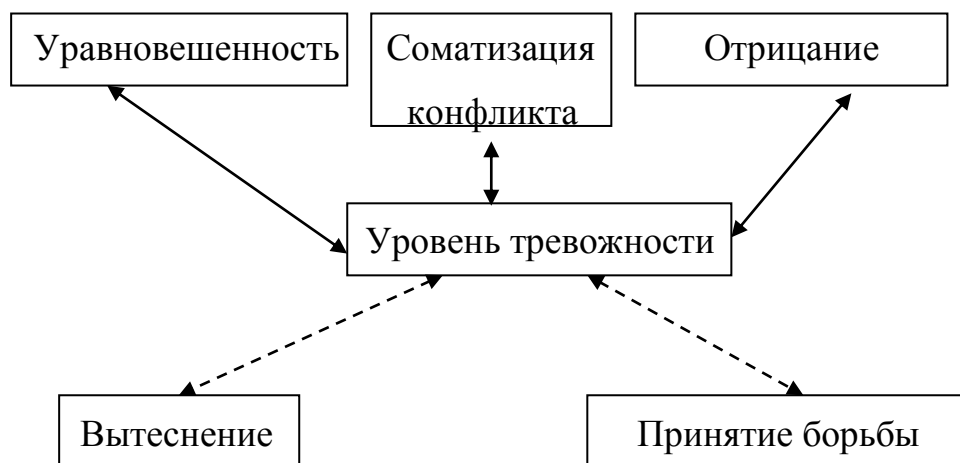 Уравновешенность
Соматизация
конфликта
Отрицание
Уровень тревожности
Вытеснение
Принятие борьбы